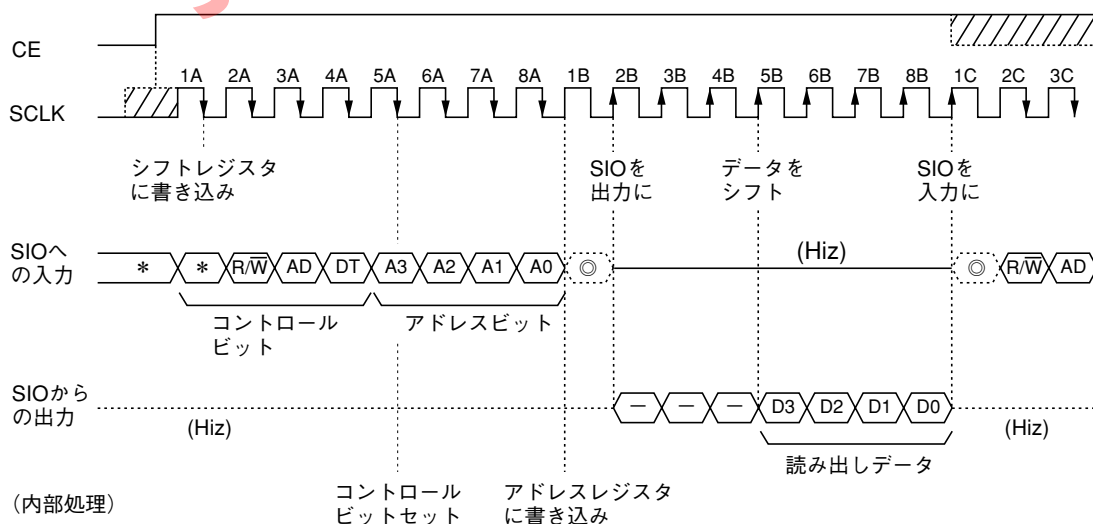 CE
1A 2A 3A 4A 5A 6A 7A 8A 1B 2B 3B 4B 5B 6B 7B 8B 1C 2C 3C
SCLK
シフトレジスタ
に書き込み
SIOを
出力に
データを
シフト
SIOを
入力に
SIOへ
の入力
* * R/W̅ AD DT A3 A2 A1 A0 ◎ (Hiz) ◎ R/W̅ AD
コントロール
ビット
アドレスビット
SIOから
の出力
(Hiz) ー ー ー D3 D2 D1 D0 (Hiz)
読み出しデータ
(内部処理)
コントロール
ビットセット
アドレスレジスタ
に書き込み